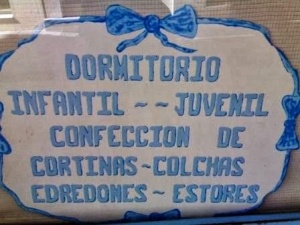 DORMITORIO
INFANTIL ~ ~ JUVENIL
CONFECCION DE
CORTINAS ~ COLCHAS
EDREDONES ~ ESTORES